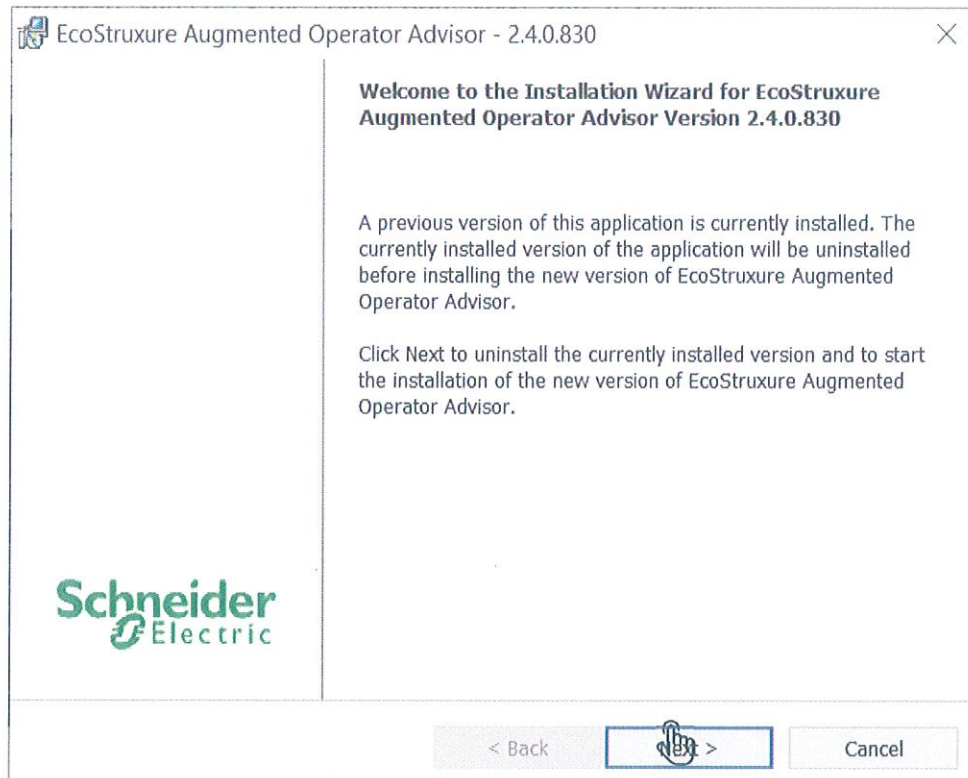 EcoStruxure Augmented Operator Advisor - 2.4.0.830
Welcome to the Installation Wizard for EcoStruxure
Augmented Operator Advisor Version 2.4.0.830
A previous version of this application is currently installed. The
currently installed version of the application will be uninstalled
before installing the new version of EcoStruxure Augmented
Operator Advisor.
Click Next to uninstall the currently installed version and to start
the installation of the new version of EcoStruxure Augmented
Operator Advisor.
Schneider
Electric
< Back
Next >
Cancel